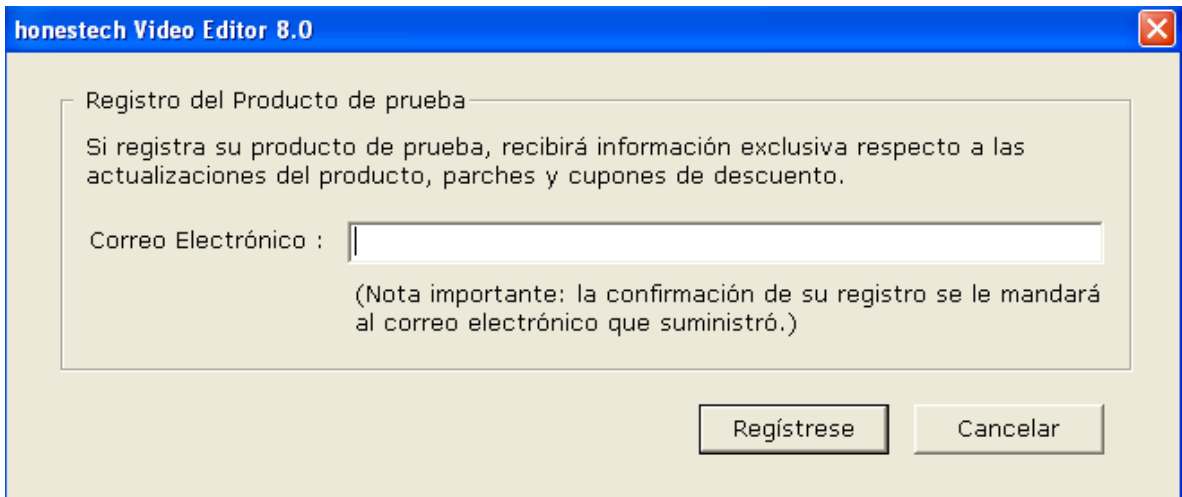 honestech Video Editor 8.0
Registro del Producto de prueba
Si registra su producto de prueba, recibirá información exclusiva respecto a las
actualizaciones del producto, parches y cupones de descuento.
Correo Electrónico :
(Nota importante: la confirmación de su registro se le mandará
al correo electrónico que suministró.)
Regístrese Cancelar